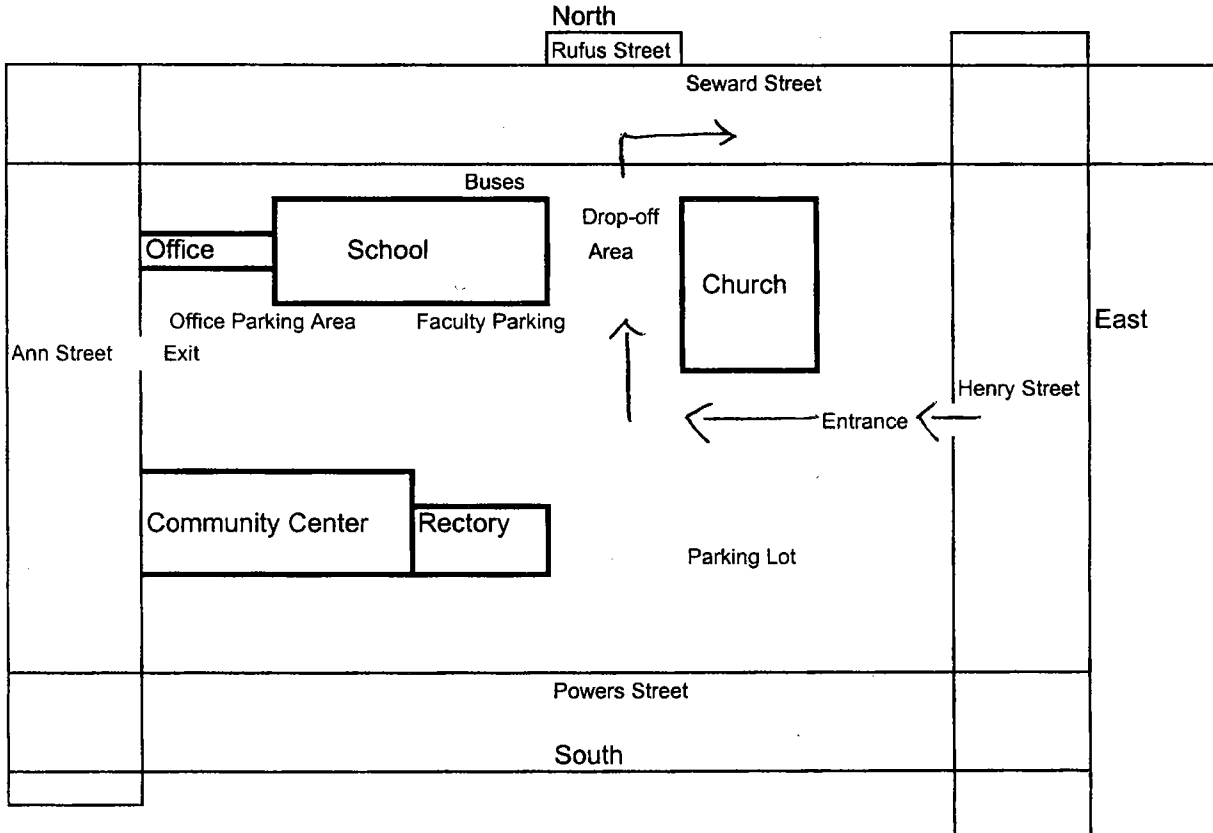 North
Rufus Street
Seward Street
Buses
Drop-off
Area
Office
School
Church
Office Parking Area
Faculty Parking
East
Ann Street
Exit
Henry Street
Entrance
Community Center
Rectory
Parking Lot
Powers Street
South